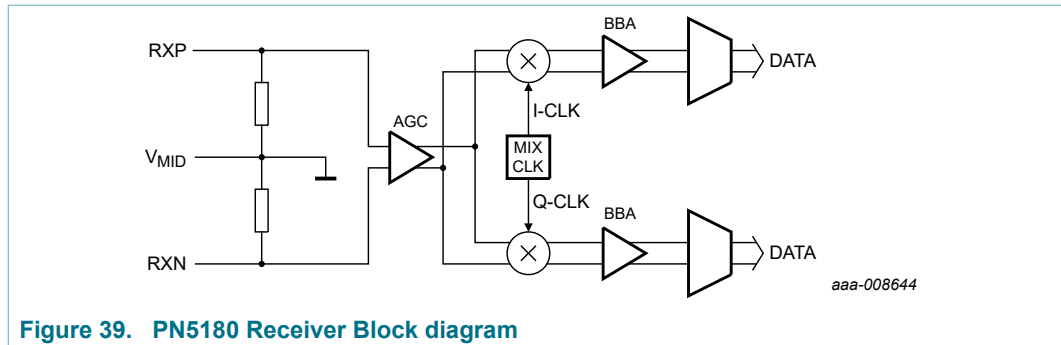 RXP
BBA
DATA
I-CLK
AGC
MIX
CLK
VMID
Q-CLK
BBA
RXN
DATA
aaa-008644
Figure 39. PN5180 Receiver Block diagram